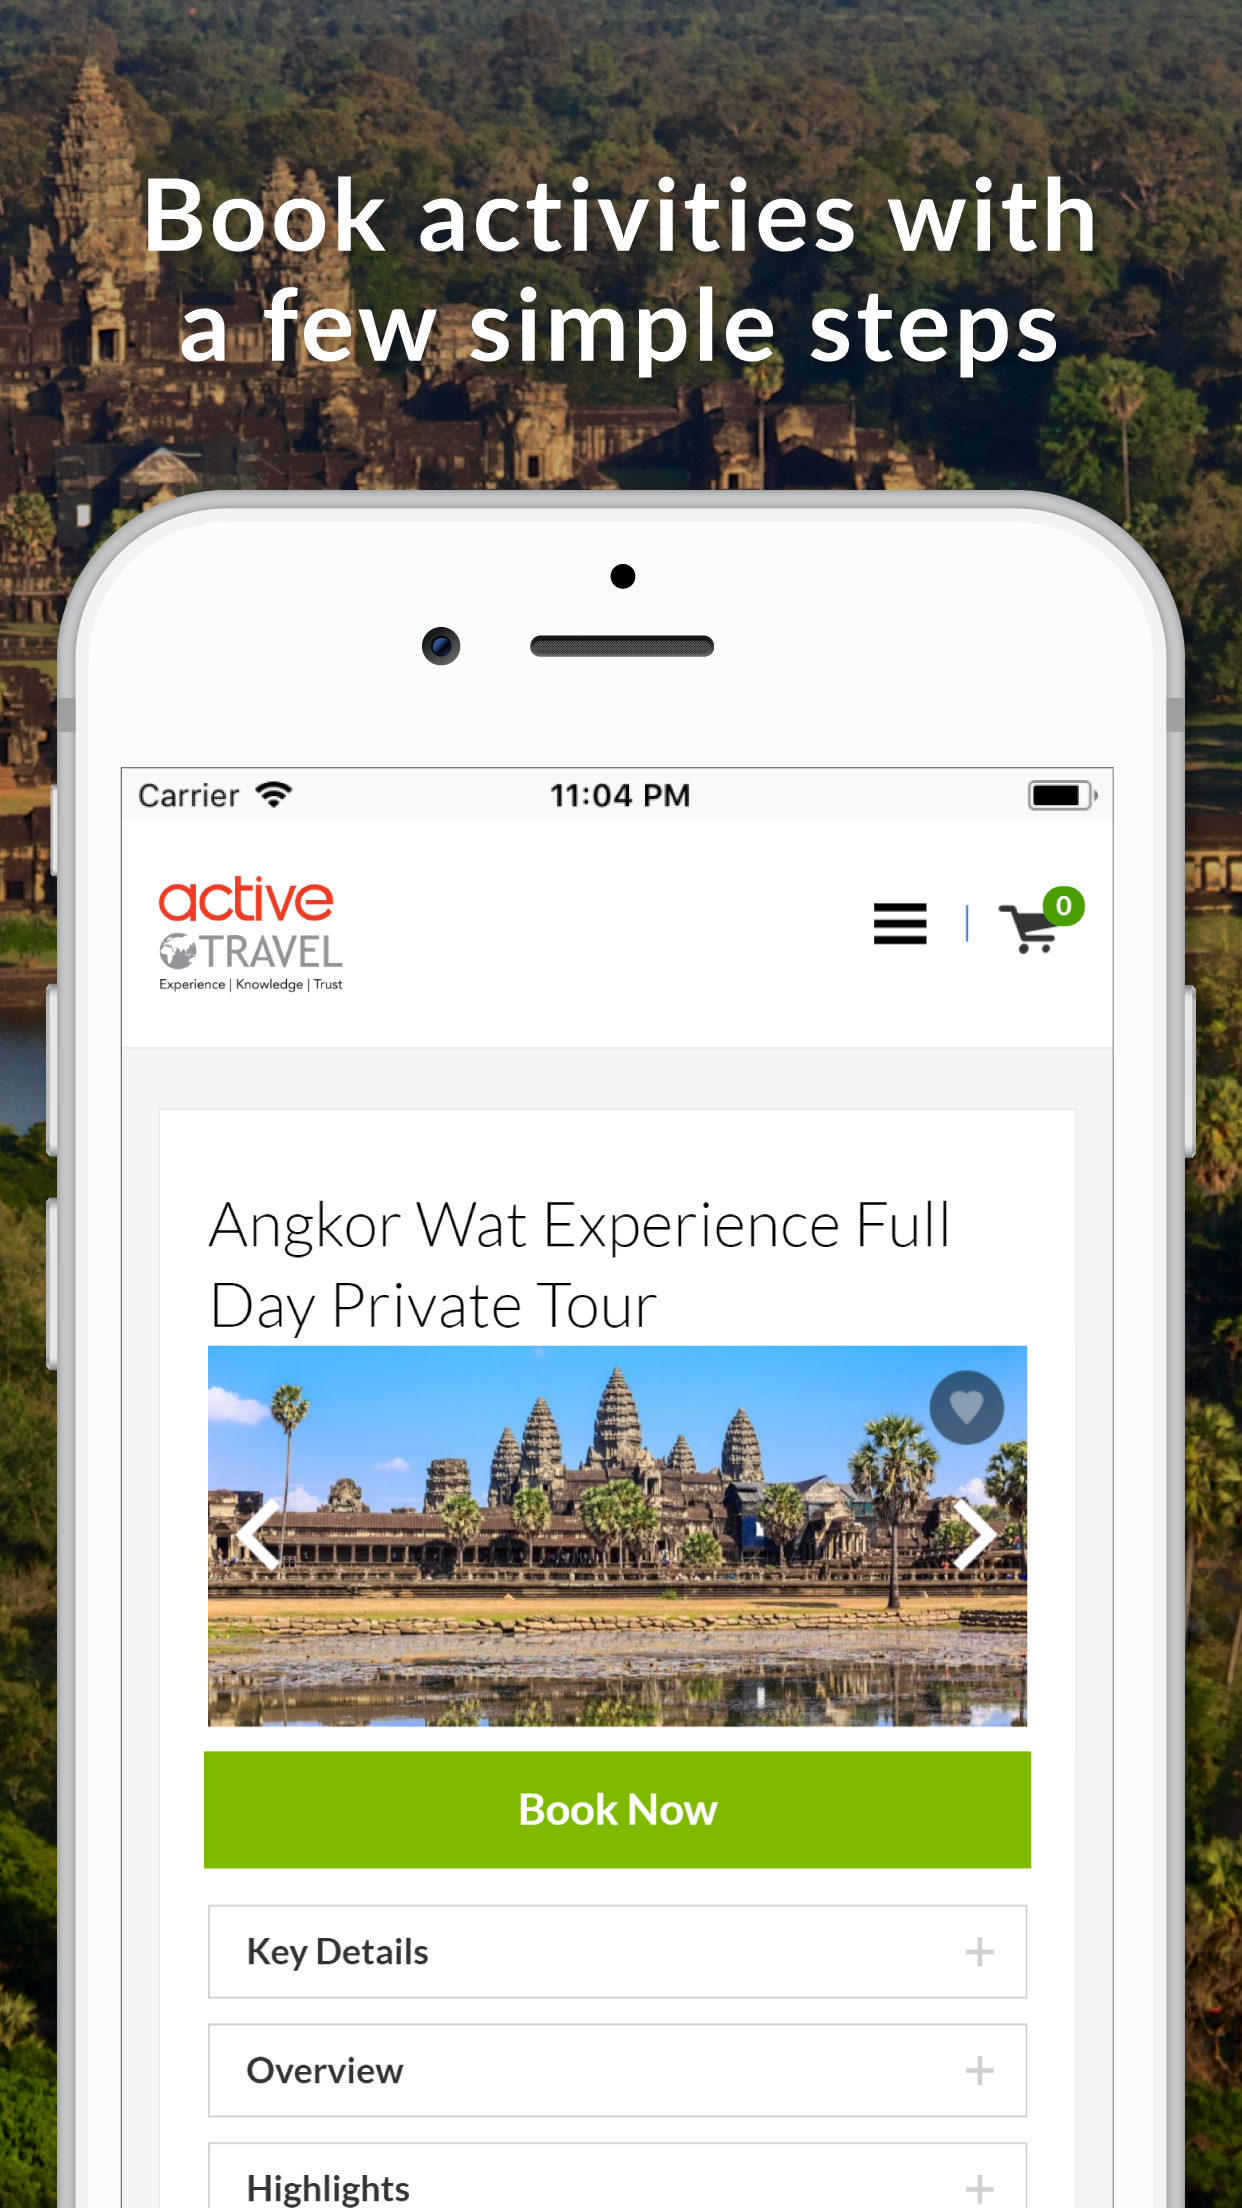 Book activities with
a few simple steps
Carrier 11:04 PM
active
TRAVEL
Experience | Knowledge | Trust
0
Angkor Wat Experience Full
Day Private Tour
Book Now
Key Details +
Overview +
Highlights +